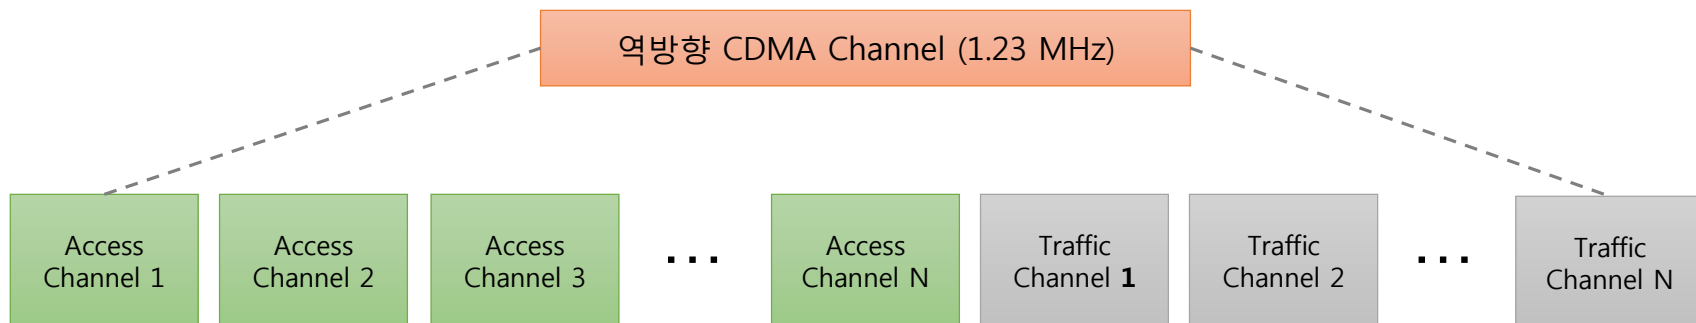 역방향 CDMA Channel (1.23 MHz)
Access
Channel 1
Access
Channel 2
Access
Channel 3
...
Access
Channel N
Traffic
Channel 1
Traffic
Channel 2
...
Traffic
Channel N